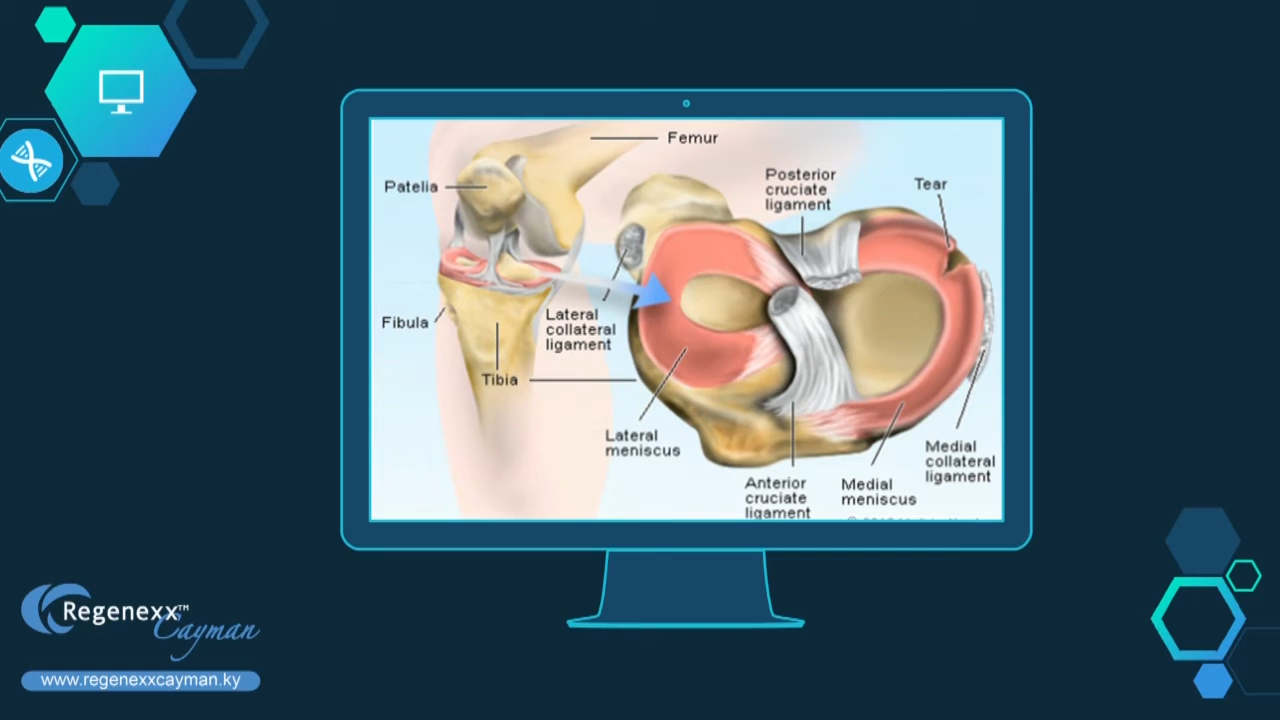 Femur
Patelia
Posterior
cruciate
ligament
Tear
Fibula
Lateral
collateral
ligament
Tibia
Lateral
meniscus
Anterior
cruciate
ligament
Medial
meniscus
Medial
collateral
ligament
Regenexx™
Cayman
www.regenexxcayman.ky